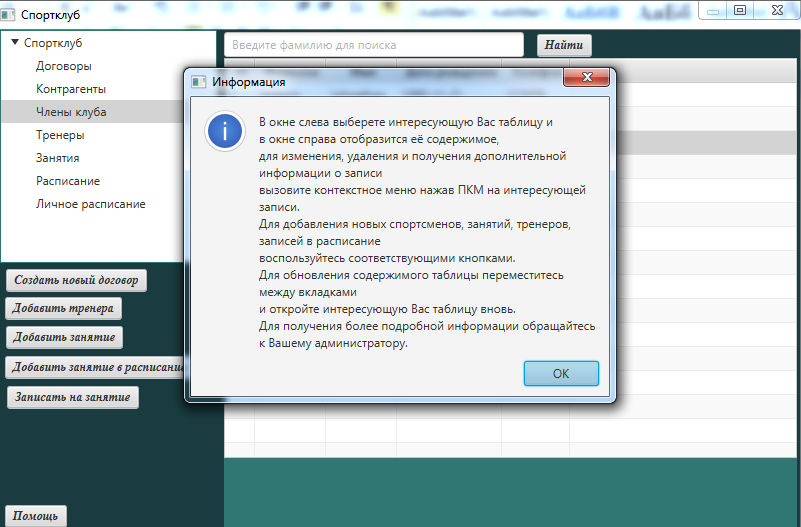 Спортклуб
Спортклуб
Договоры
Контрагенты
Члены клуба
Тренеры
Занятия
Расписание
Личное расписание
Создать новый договор
Добавить тренера
Добавить занятие
Добавить занятие в расписание
Записать на занятие
Помощь
Введите фамилию для поиска
Найти
Информация
В окне слева выберете интересующую Вас таблицу и
в окне справа отобразится её содержимое,
для изменения, удаления и получения дополнительной
информации о записи
вызовите контекстное меню нажав ПКМ на интересующей
записи.
Для добавления новых спортсменов, занятий, тренеров,
записей в расписание
воспользуйтесь соответствующими кнопками.
Для обновления содержимого таблицы переместитесь
между вкладками
и откройте интересующую Вас таблицу вновь.
Для получения более подробной информации обращайтесь
к Вашему администратору.
OK